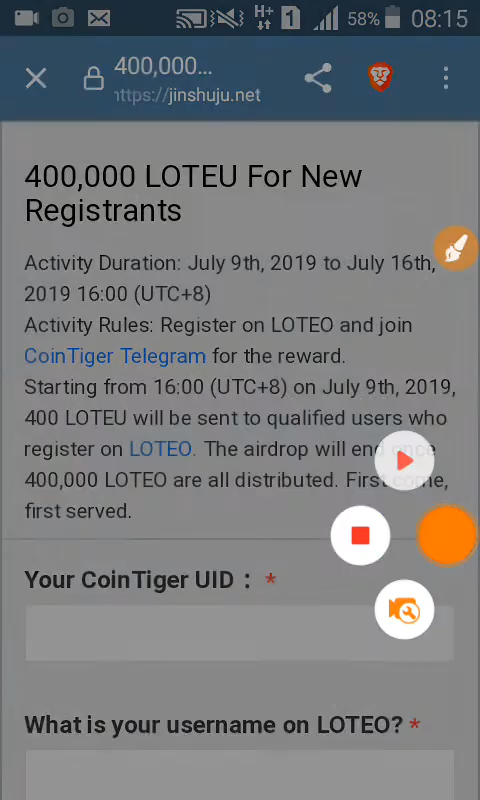 H+
1
58%
08:15
400,000...
https://jinshuju.net
400,000 LOTEU For New
Registrants
Activity Duration: July 9th, 2019 to July 16th,
2019 16:00 (UTC+8)
Activity Rules: Register on LOTEO and join
CoinTiger Telegram for the reward.
Starting from 16:00 (UTC+8) on July 9th, 2019,
400 LOTEU will be sent to qualified users who
register on LOTEO. The airdrop will end once
400,000 LOTEO are all distributed. First come,
first served.
Your CoinTiger UID： *
What is your username on LOTEO? *